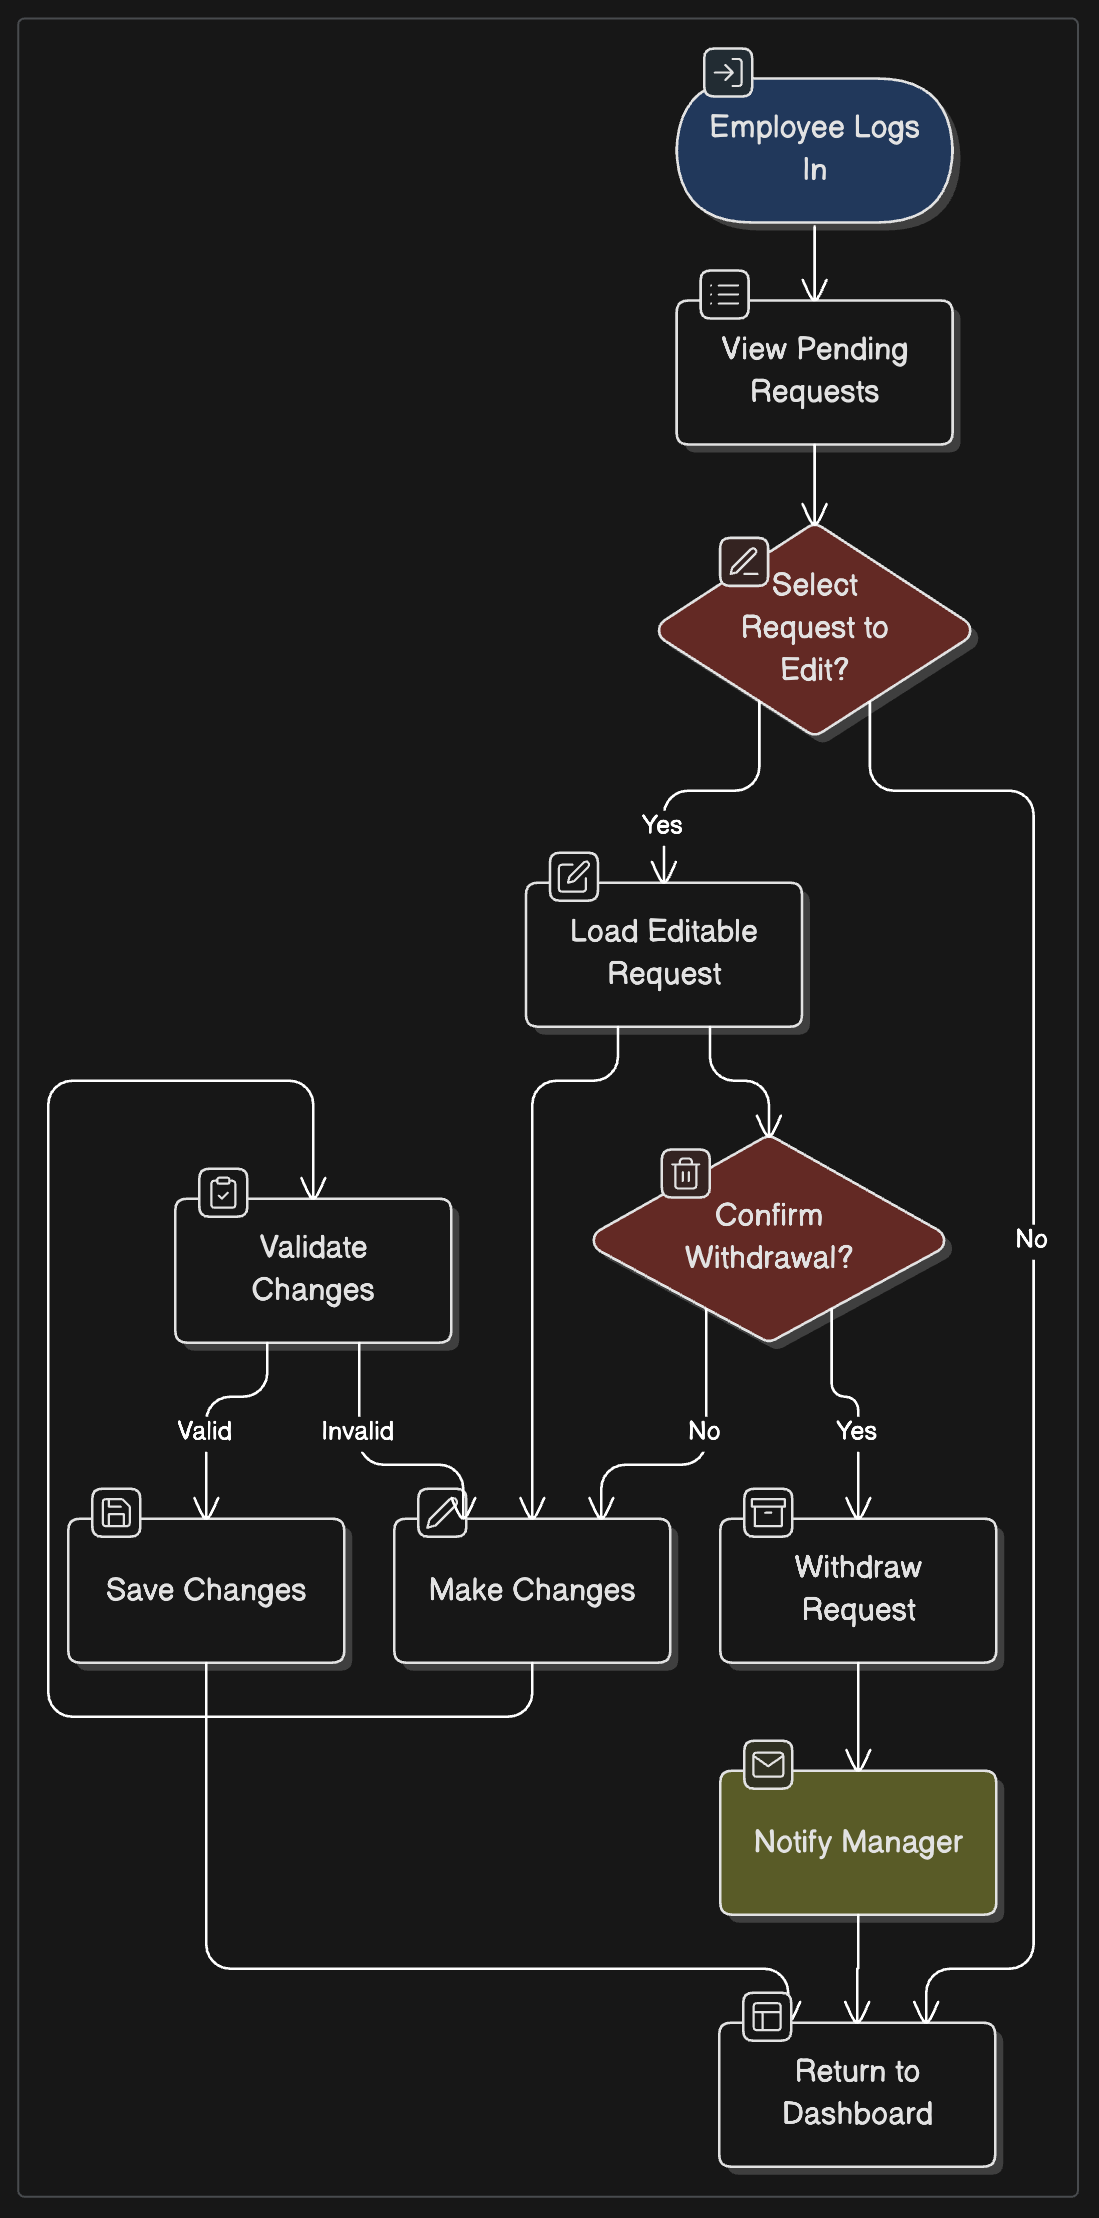 Employee Logs
In
View Pending
Requests
Select
Request to
Edit?
Yes
Load Editable
Request
Validate
Changes
Confirm
Withdrawal?
No
Valid
Invalid
No
Yes
Save Changes
Make Changes
Withdraw
Request
Notify Manager
Return to
Dashboard